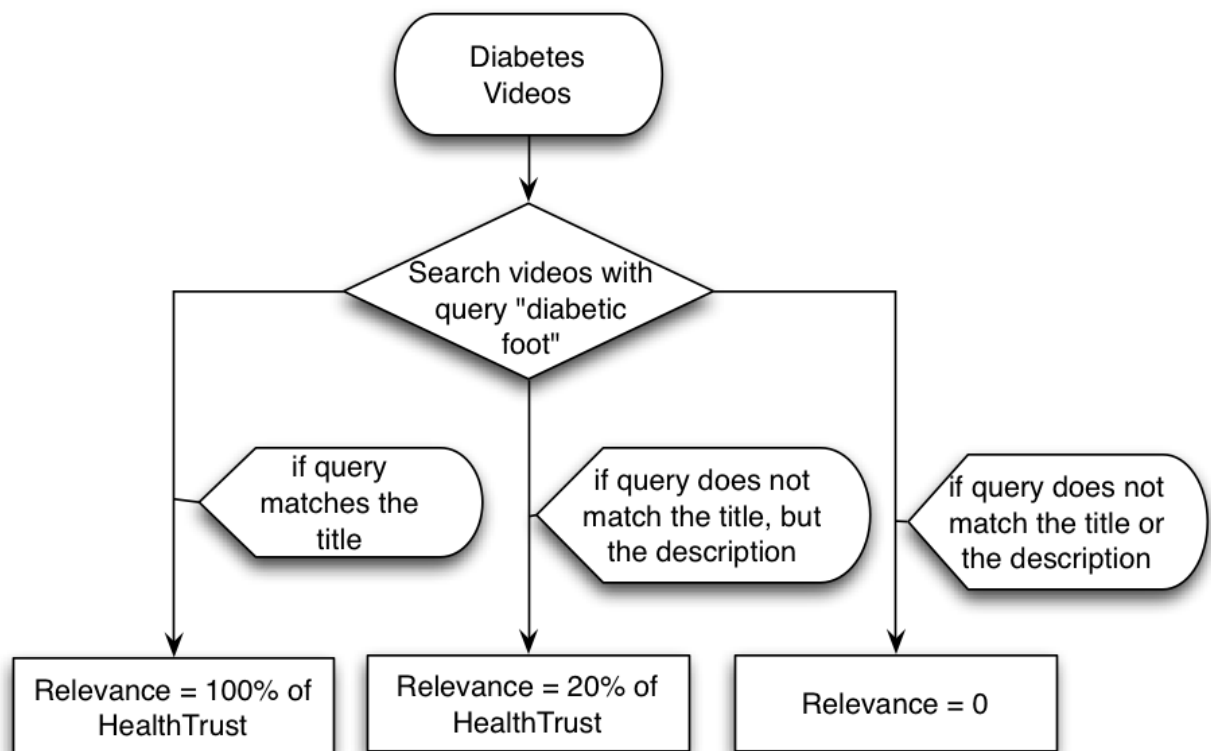 Diabetes
Videos
Search videos with
query "diabetic
foot"
if query
matches the
title
if query does not
match the title, but
the description
if query does not
match the title or
the description
Relevance = 100% of
HealthTrust
Relevance = 20% of
HealthTrust
Relevance = 0